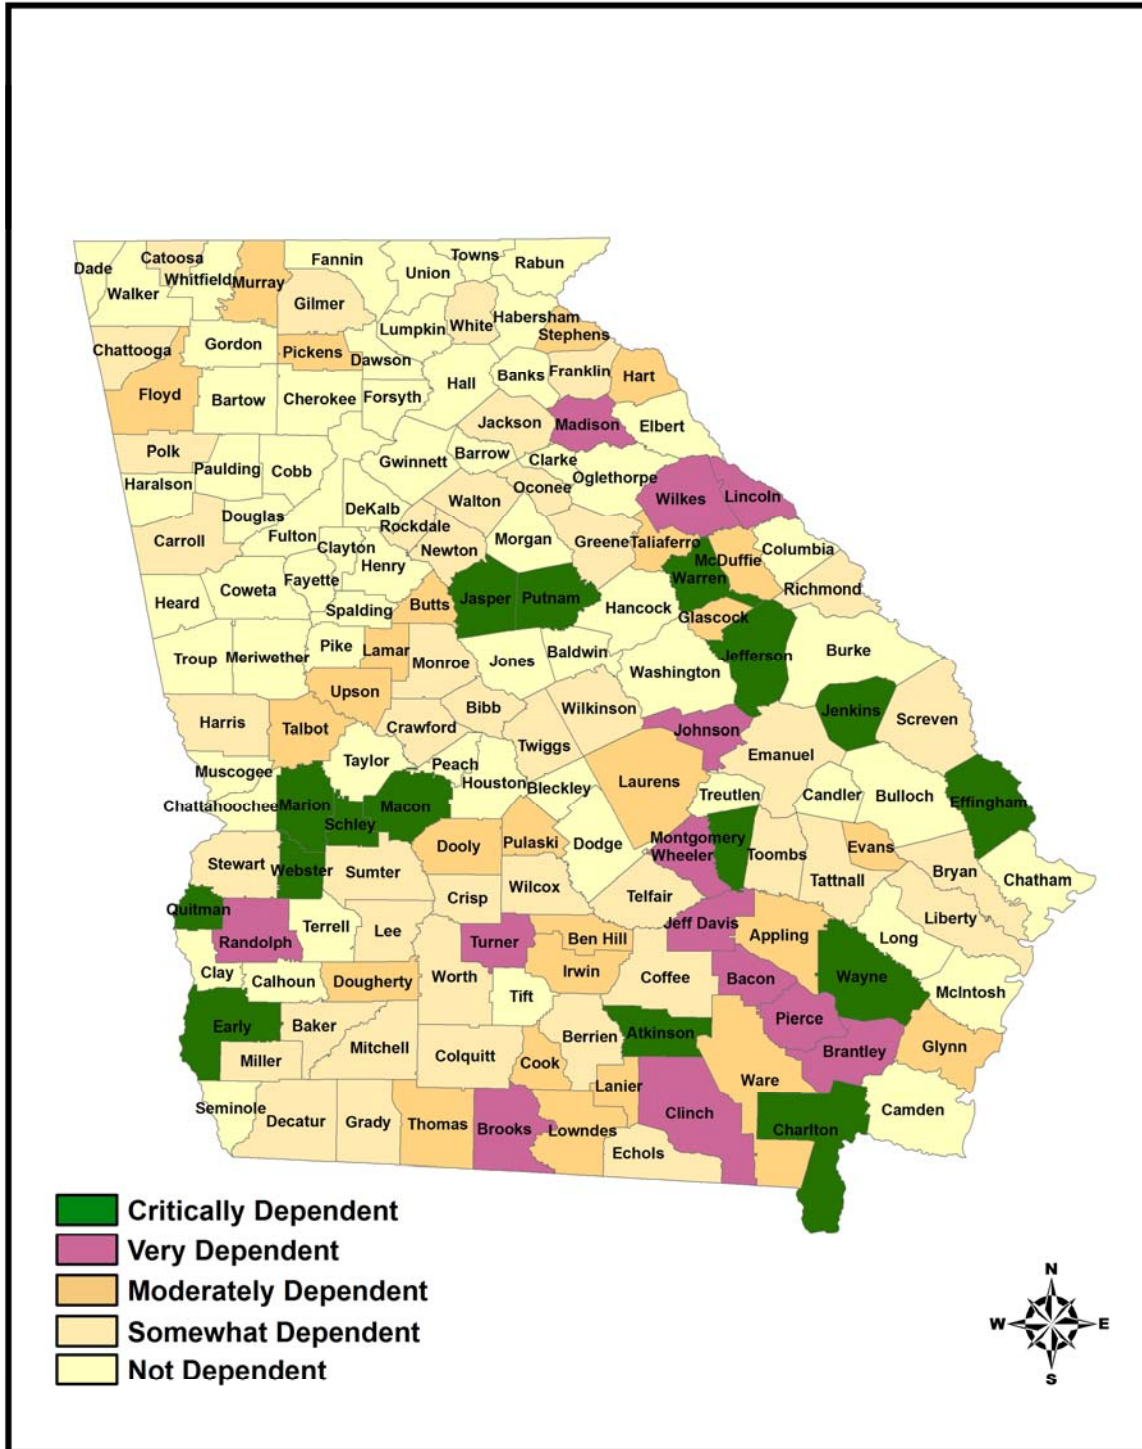 Dade
Walker
Catoosa
Whitfield
Murray
Fannin
Gilmer
Union
Towns
Rabun
Lumpkin
White
Habersham
Stephens
Chattooga
Gordon
Pickens
Dawson
Banks
Franklin
Hart
Floyd
Bartow
Cherokee
Forsyth
Hall
Jackson
Madison
Elbert
Polk
Paulding
Cobb
Gwinnett
Barrow
Clarke
Oconee
Oglethorpe
Wilkes
Lincoln
Haralson
Douglas
Fulton
DeKalb
Rockdale
Walton
Carroll
Clayton
Henry
Newton
Morgan
Greene
Taliaferro
McDuffie
Columbia
Warren
Richmond
Heard
Coweta
Fayette
Spalding
Butts
Jasper
Putnam
Hancock
Glascock
Troup
Meriwether
Pike
Lamar
Monroe
Jones
Baldwin
Washington
Jefferson
Burke
Upson
Harris
Talbot
Crawford
Bibb
Wilkinson
Twiggs
Johnson
Emanuel
Jenkins
Screven
Muscogee
Taylor
Peach
Houston
Bleckley
Laurens
Treutlen
Candler
Bulloch
Effingham
Chattahoochee
Marion
Schley
Macon
Dooly
Pulaski
Dodge
Montgomery
Wheeler
Toombs
Tattnall
Evans
Bryan
Chatham
Stewart
Webster
Sumter
Crisp
Wilcox
Telfair
Liberty
Long
Quitman
Randolph
Terrell
Lee
Turner
Ben Hill
Irwin
Jeff Davis
Appling
Coffee
Bacon
Wayne
McIntosh
Clay
Calhoun
Dougherty
Worth
Tift
Pierce
Brantley
Glynn
Early
Baker
Miller
Mitchell
Colquitt
Cook
Berrien
Atkinson
Lanier
Ware
Clinch
Charlton
Camden
Seminole
Decatur
Grady
Thomas
Brooks
Lowndes
Echols
Critically Dependent
Very Dependent
Moderately Dependent
Somewhat Dependent
Not Dependent
N
W
E
S